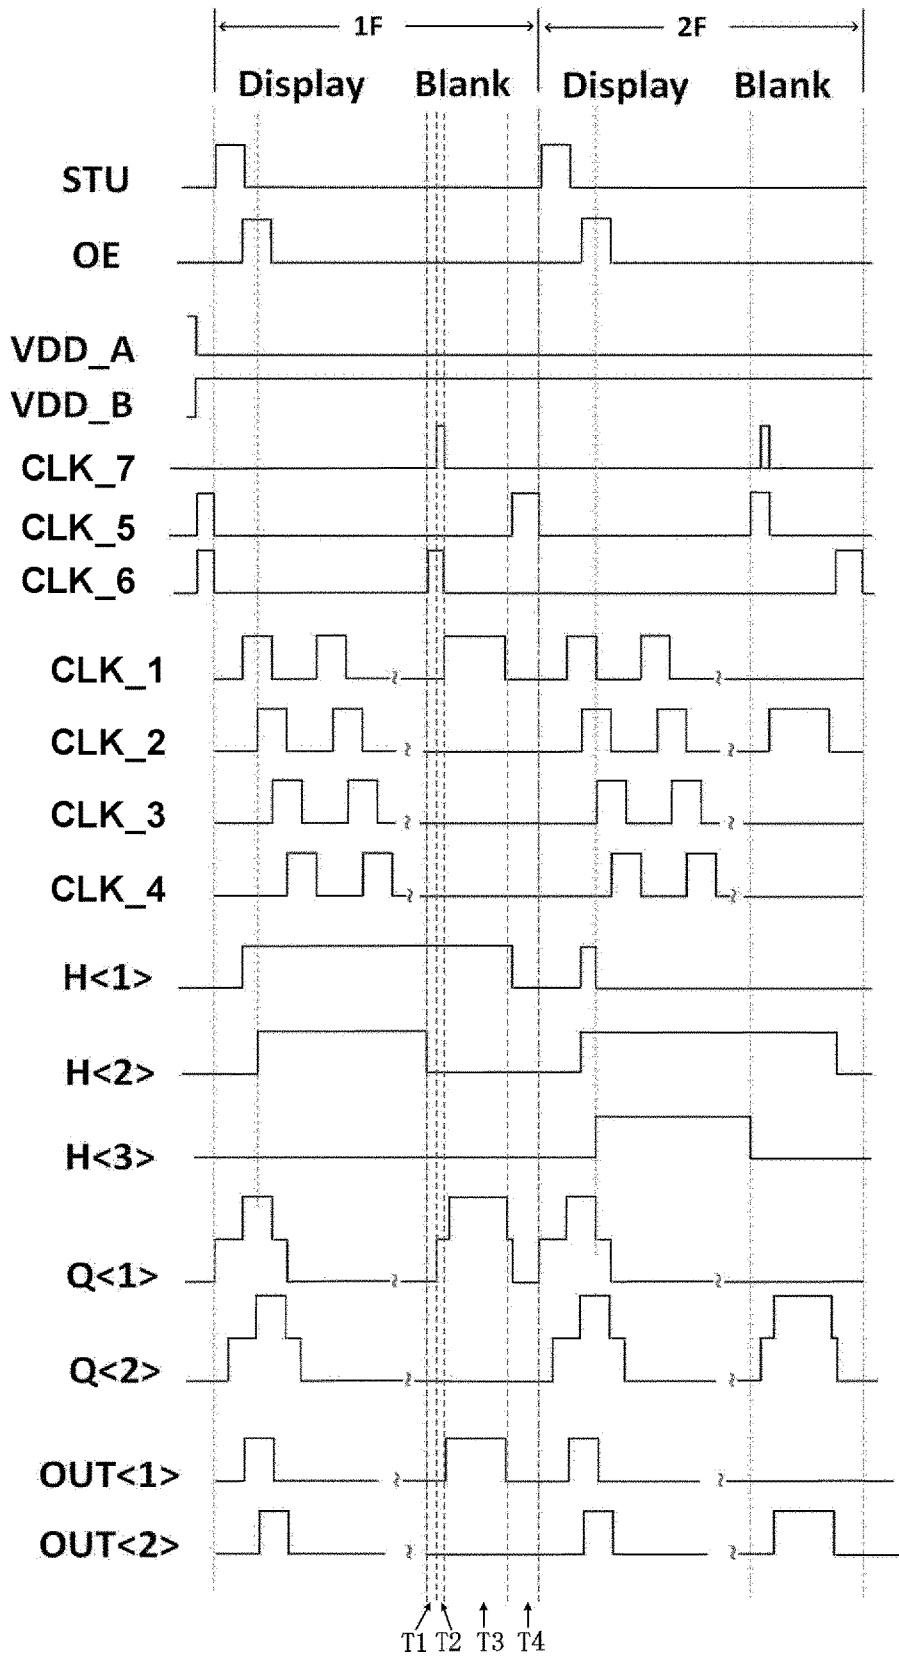 1F 2F
Display Blank Display Blank
STU
OE
VDD_A
VDD_B
CLK_7
CLK_5
CLK_6
CLK_1
CLK_2
CLK_3
CLK_4
H<1>
H<2>
H<3>
Q<1>
Q<2>
OUT<1>
OUT<2>
T1 T2 T3 T4